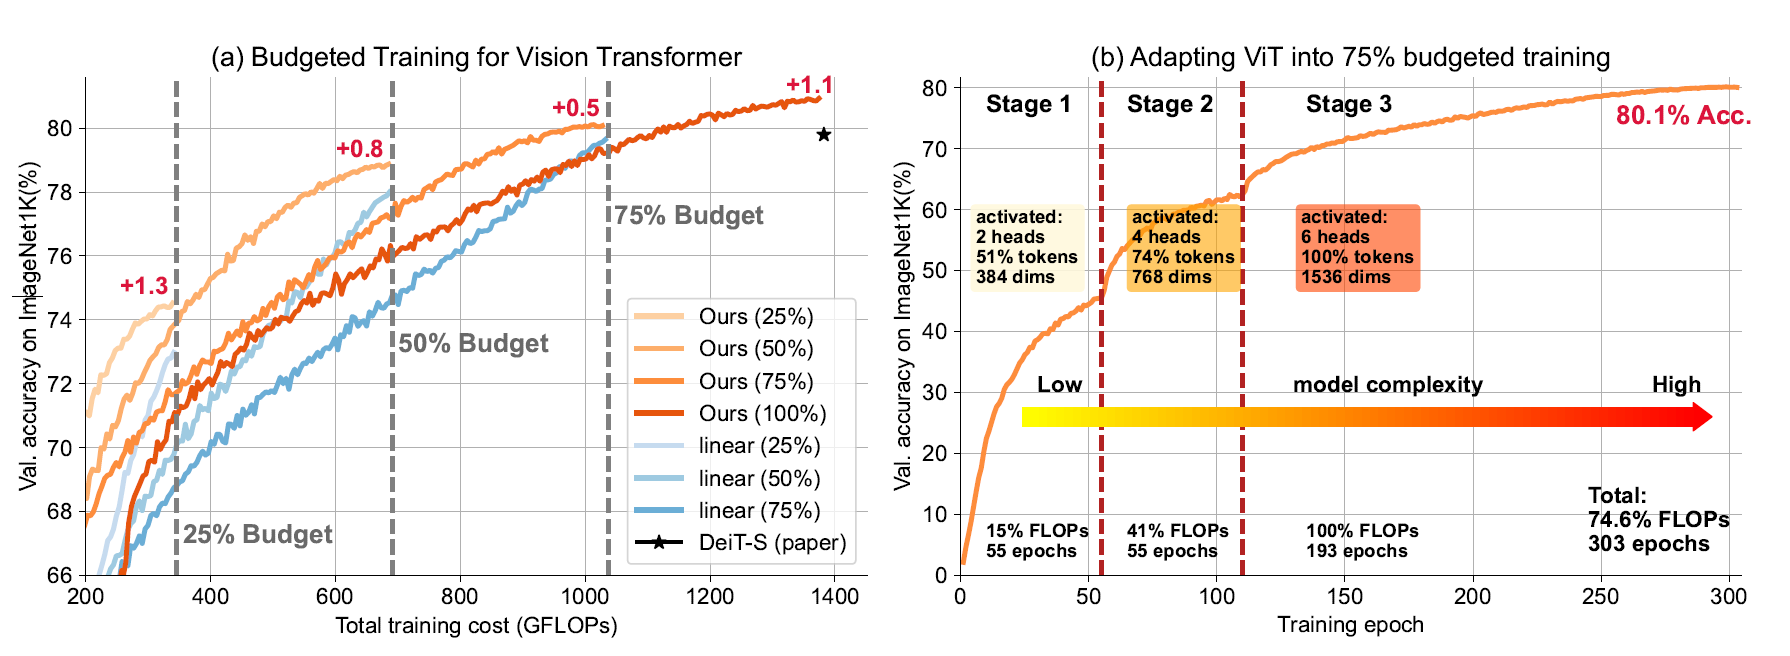 (a) Budgeted Training for Vision Transformer
Val. accuracy on ImageNet1K(%)
80
78
76
74
72
70
68
66
200
400
600
800
1000
1200
1400
Total training cost (GFLOPs)
+1.3
+0.8
+0.5
+1.1
25% Budget
50% Budget
75% Budget
Ours (25%)
Ours (50%)
Ours (75%)
Ours (100%)
linear (25%)
linear (50%)
linear (75%)
DeiT-S (paper)
(b) Adapting ViT into 75% budgeted training
Val. accuracy on ImageNet1K(%)
80
70
60
50
40
30
20
10
0
0
50
100
150
200
250
300
Training epoch
Stage 1
Stage 2
Stage 3
80.1% Acc.
activated:
2 heads
51% tokens
384 dims
activated:
4 heads
74% tokens
768 dims
activated:
6 heads
100% tokens
1536 dims
Low
model complexity
High
15% FLOPs
55 epochs
41% FLOPs
55 epochs
100% FLOPs
193 epochs
Total:
74.6% FLOPs
303 epochs